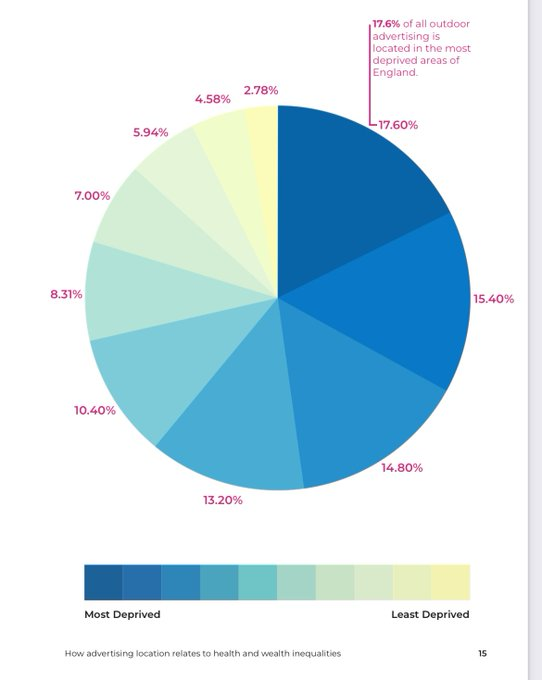 17.6% of all outdoor
advertising is
located in the most
deprived areas of
England.
2.78%
4.58%
17.60%
5.94%
7.00%
8.31%
15.40%
10.40%
14.80%
13.20%
Most Deprived
Least Deprived
How advertising location relates to health and wealth inequalities
15